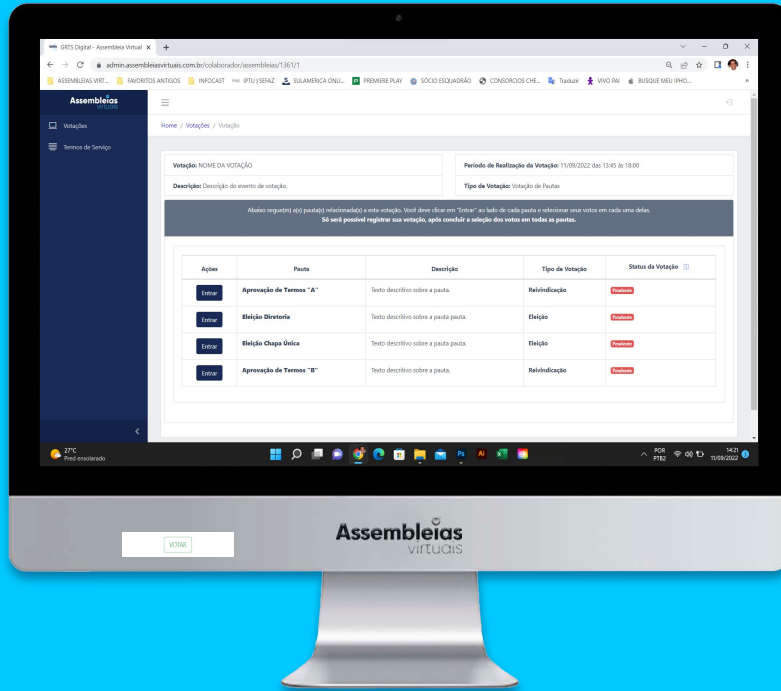 GRTS Digital - Assembleia Virtual
admin.assembleiasvirtuais.com.br/colaborador/assembleias/1361/1
ASSEMBLEIAS VIRT... FAVORITOS ANTIGOS INFOCAST IPTU | SEFAZ SULAMERICA ONLI... PREMIERE PLAY SÓCIO ESQUADRÃO CONSORCIOS CHE... Traduzir VIVO PAI BUSQUE MEU IPHO...
Assembleias
virtuais
Votações
Termos de Serviço
Home / Votações / Votação
Votação: NOME DA VOTAÇÃO
Período de Realização da Votação: 11/09/2022 das 13:45 às 18:00
Descrição: Descrição do evento de votação.
Tipo de Votação: Votação de Pautas
Abaixo segue(m) a(s) pauta(s) relacionada(s) a esta votação. Você deve clicar em "Entrar" ao lado de cada pauta e selecionar seus votos em cada uma delas.
Só será possível registrar sua votação, após concluir a seleção dos votos em todas as pautas.
Ações Pauta Descrição Tipo de Votação Status da Votação
Entrar Aprovação de Termos "A" Texto descritivo sobre a pauta. Reivindicação Pendente
Entrar Eleição Diretoria Texto descritivo sobre a pauta pauta. Eleição Pendente
Entrar Eleição Chapa Única Texto descritivo sobre a pauta pauta. Eleição Pendente
Entrar Aprovação de Termos "B" Texto descritivo sobre a pauta. Reivindicação Pendente
27°C
Pred ensolarado
POR
PTB2
14:21
11/09/2022
VOTAR
Assembleias
virtuais